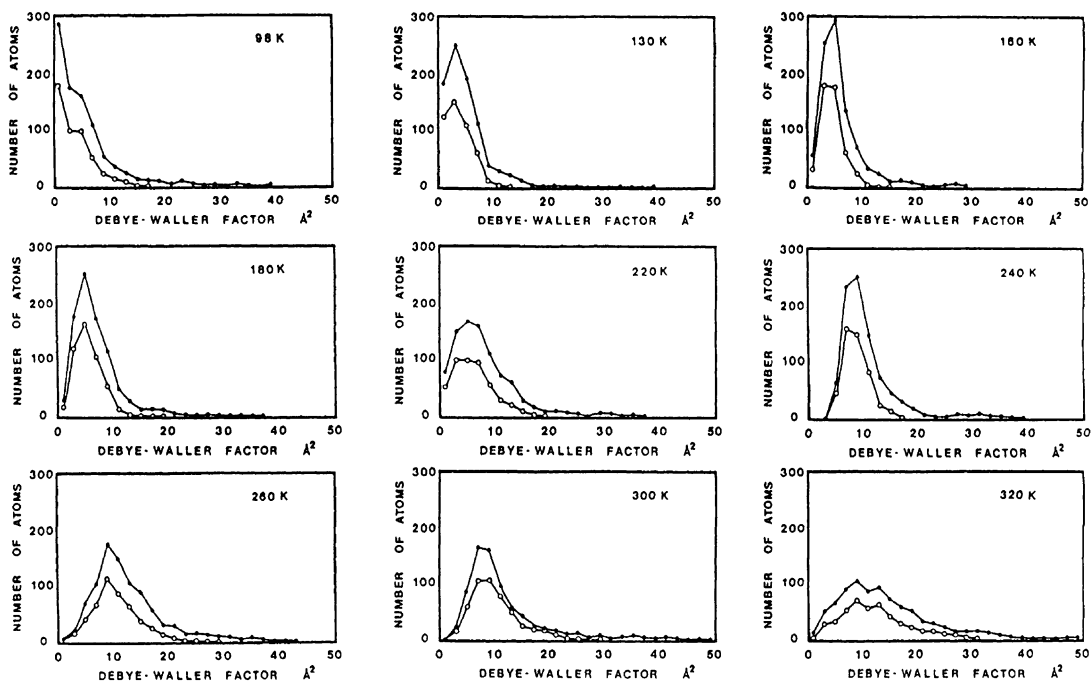 NUMBER OF ATOMS
300
200
100
0
98 K
0 10 20 30 40 50
DEBYE-WALLER FACTOR Å²
NUMBER OF ATOMS
300
200
100
0
130 K
0 10 20 30 40 50
DEBYE-WALLER FACTOR Å²
NUMBER OF ATOMS
300
200
100
0
160 K
0 10 20 30 40 50
DEBYE-WALLER FACTOR Å²
NUMBER OF ATOMS
300
200
100
0
180 K
0 10 20 30 40 50
DEBYE-WALLER FACTOR Å²
NUMBER OF ATOMS
300
200
100
0
220 K
0 10 20 30 40 50
DEBYE-WALLER FACTOR Å²
NUMBER OF ATOMS
300
200
100
0
240 K
0 10 20 30 40 50
DEBYE-WALLER FACTOR Å²
NUMBER OF ATOMS
300
200
100
0
260 K
0 10 20 30 40 50
DEBYE-WALLER FACTOR Å²
NUMBER OF ATOMS
300
200
100
0
300 K
0 10 20 30 40 50
DEBYE-WALLER FACTOR Å²
NUMBER OF ATOMS
300
200
100
0
320 K
0 10 20 30 40 50
DEBYE-WALLER FACTOR Å²